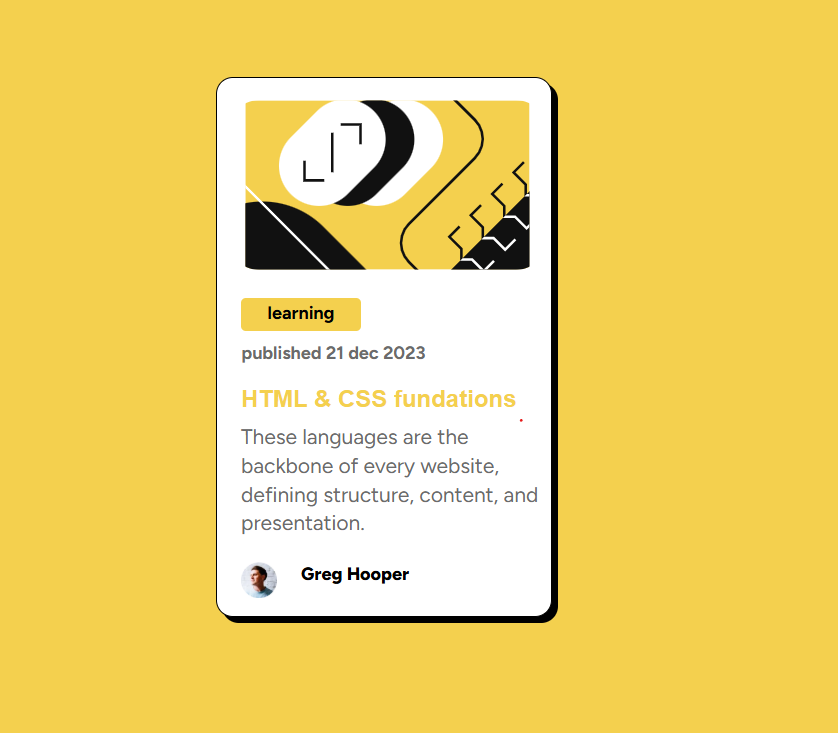 learning
published 21 dec 2023
HTML & CSS fundations
These languages are the
backbone of every website,
defining structure, content, and
presentation.
Greg Hooper